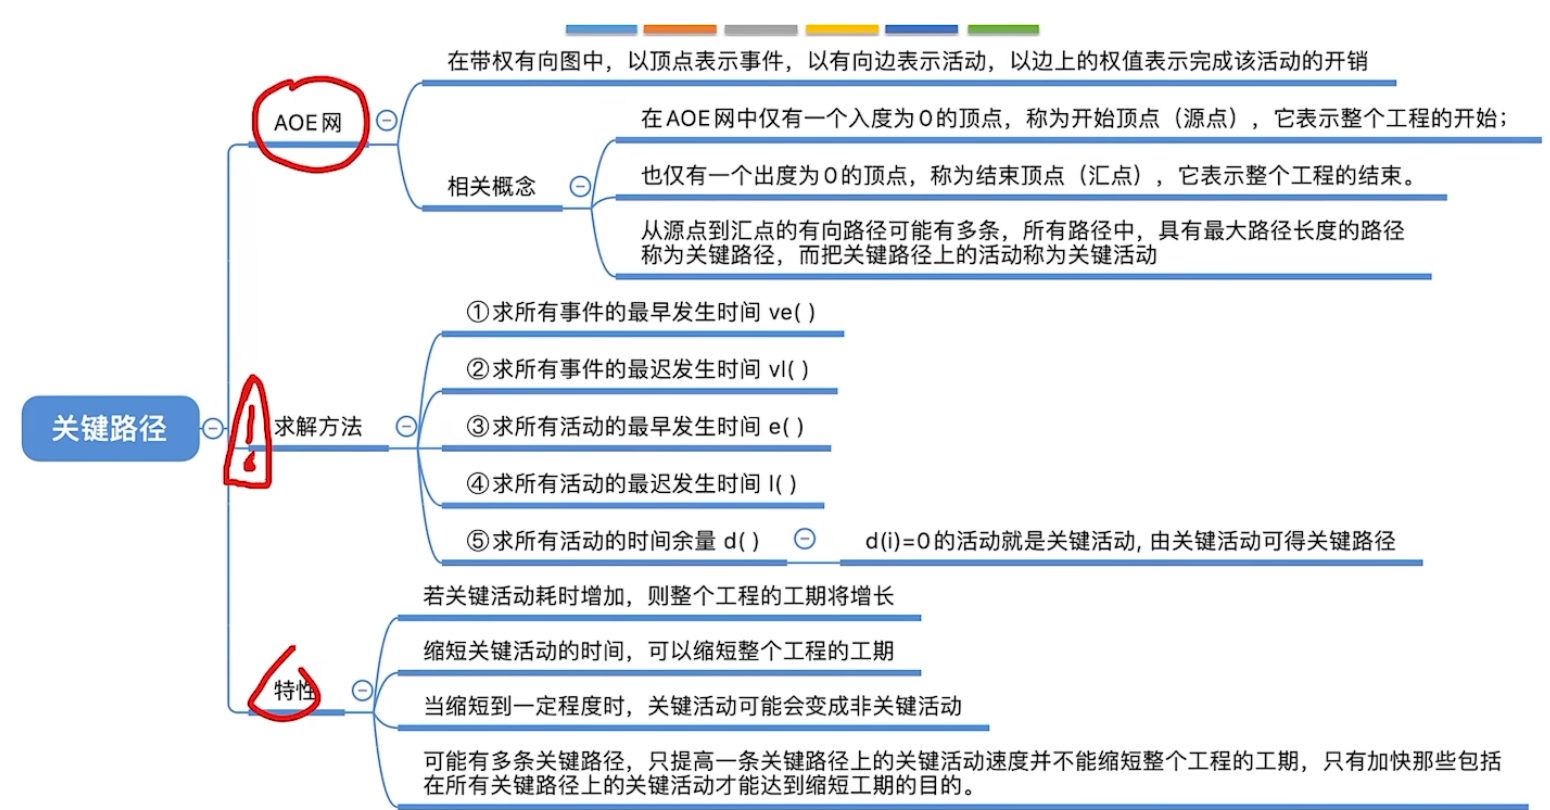 在带权有向图中，以顶点表示事件，以有向边表示活动，以边上的权值表示完成该活动的开销
AOE网
在AOE网中仅有一个入度为0的顶点，称为开始顶点（源点），它表示整个工程的开始；
相关概念
也仅有一个出度为0的顶点，称为结束顶点（汇点），它表示整个工程的结束。
从源点到汇点的有向路径可能有多条，所有路径中，具有最大路径长度的路径
称为关键路径，而把关键路径上的活动称为关键活动
关键路径
求解方法
①求所有事件的最早发生时间 ve( )
②求所有事件的最迟发生时间 vl( )
③求所有活动的最早发生时间 e( )
④求所有活动的最迟发生时间 l( )
⑤求所有活动的时间余量 d( )
d(i)=0的活动就是关键活动, 由关键活动可得关键路径
特性
若关键活动耗时增加，则整个工程的工期将增长
缩短关键活动的时间，可以缩短整个工程的工期
当缩短到一定程度时，关键活动可能会变成非关键活动
可能有多条关键路径，只提高一条关键路径上的关键活动速度并不能缩短整个工程的工期，只有加快那些包括
在所有关键路径上的关键活动才能达到缩短工期的目的。